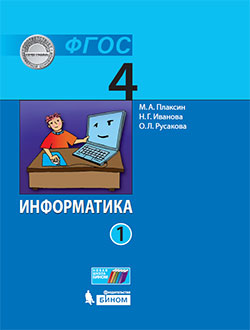 ФГОС
4
М. А. Плаксин
Н. Г. Иванова
О. Л. Русакова
ИНФОРМАТИКА
1
БИНОМ